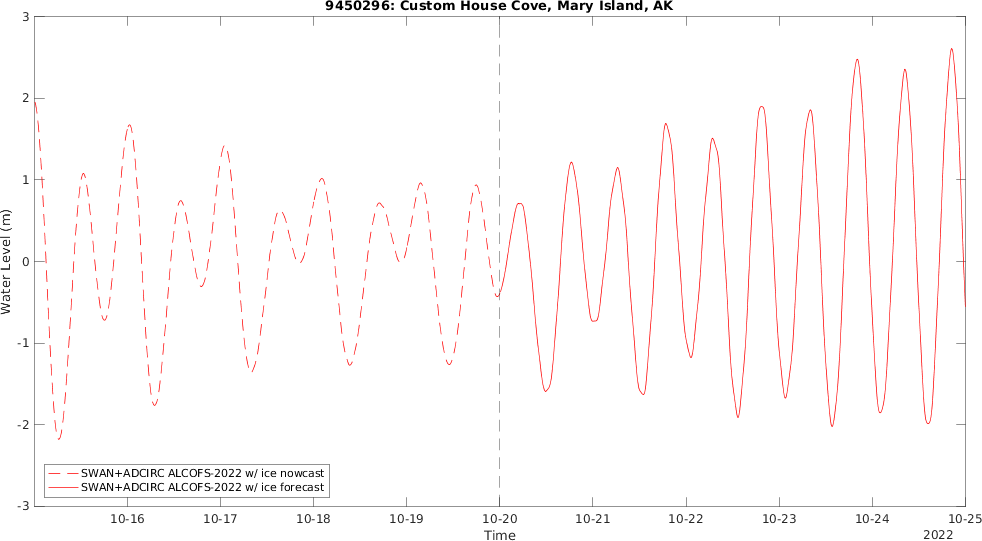 9450296: Custom House Cove, Mary Island, AK
3
2
1
0
-1
-2
-3
Water Level (m)
SWAN+ADCIRC ALCOFS-2022 w/ ice nowcast
SWAN+ADCIRC ALCOFS-2022 w/ ice forecast
10-16 10-17 10-18 10-19 10-20 10-21 10-22 10-23 10-24 10-25
Time
2022